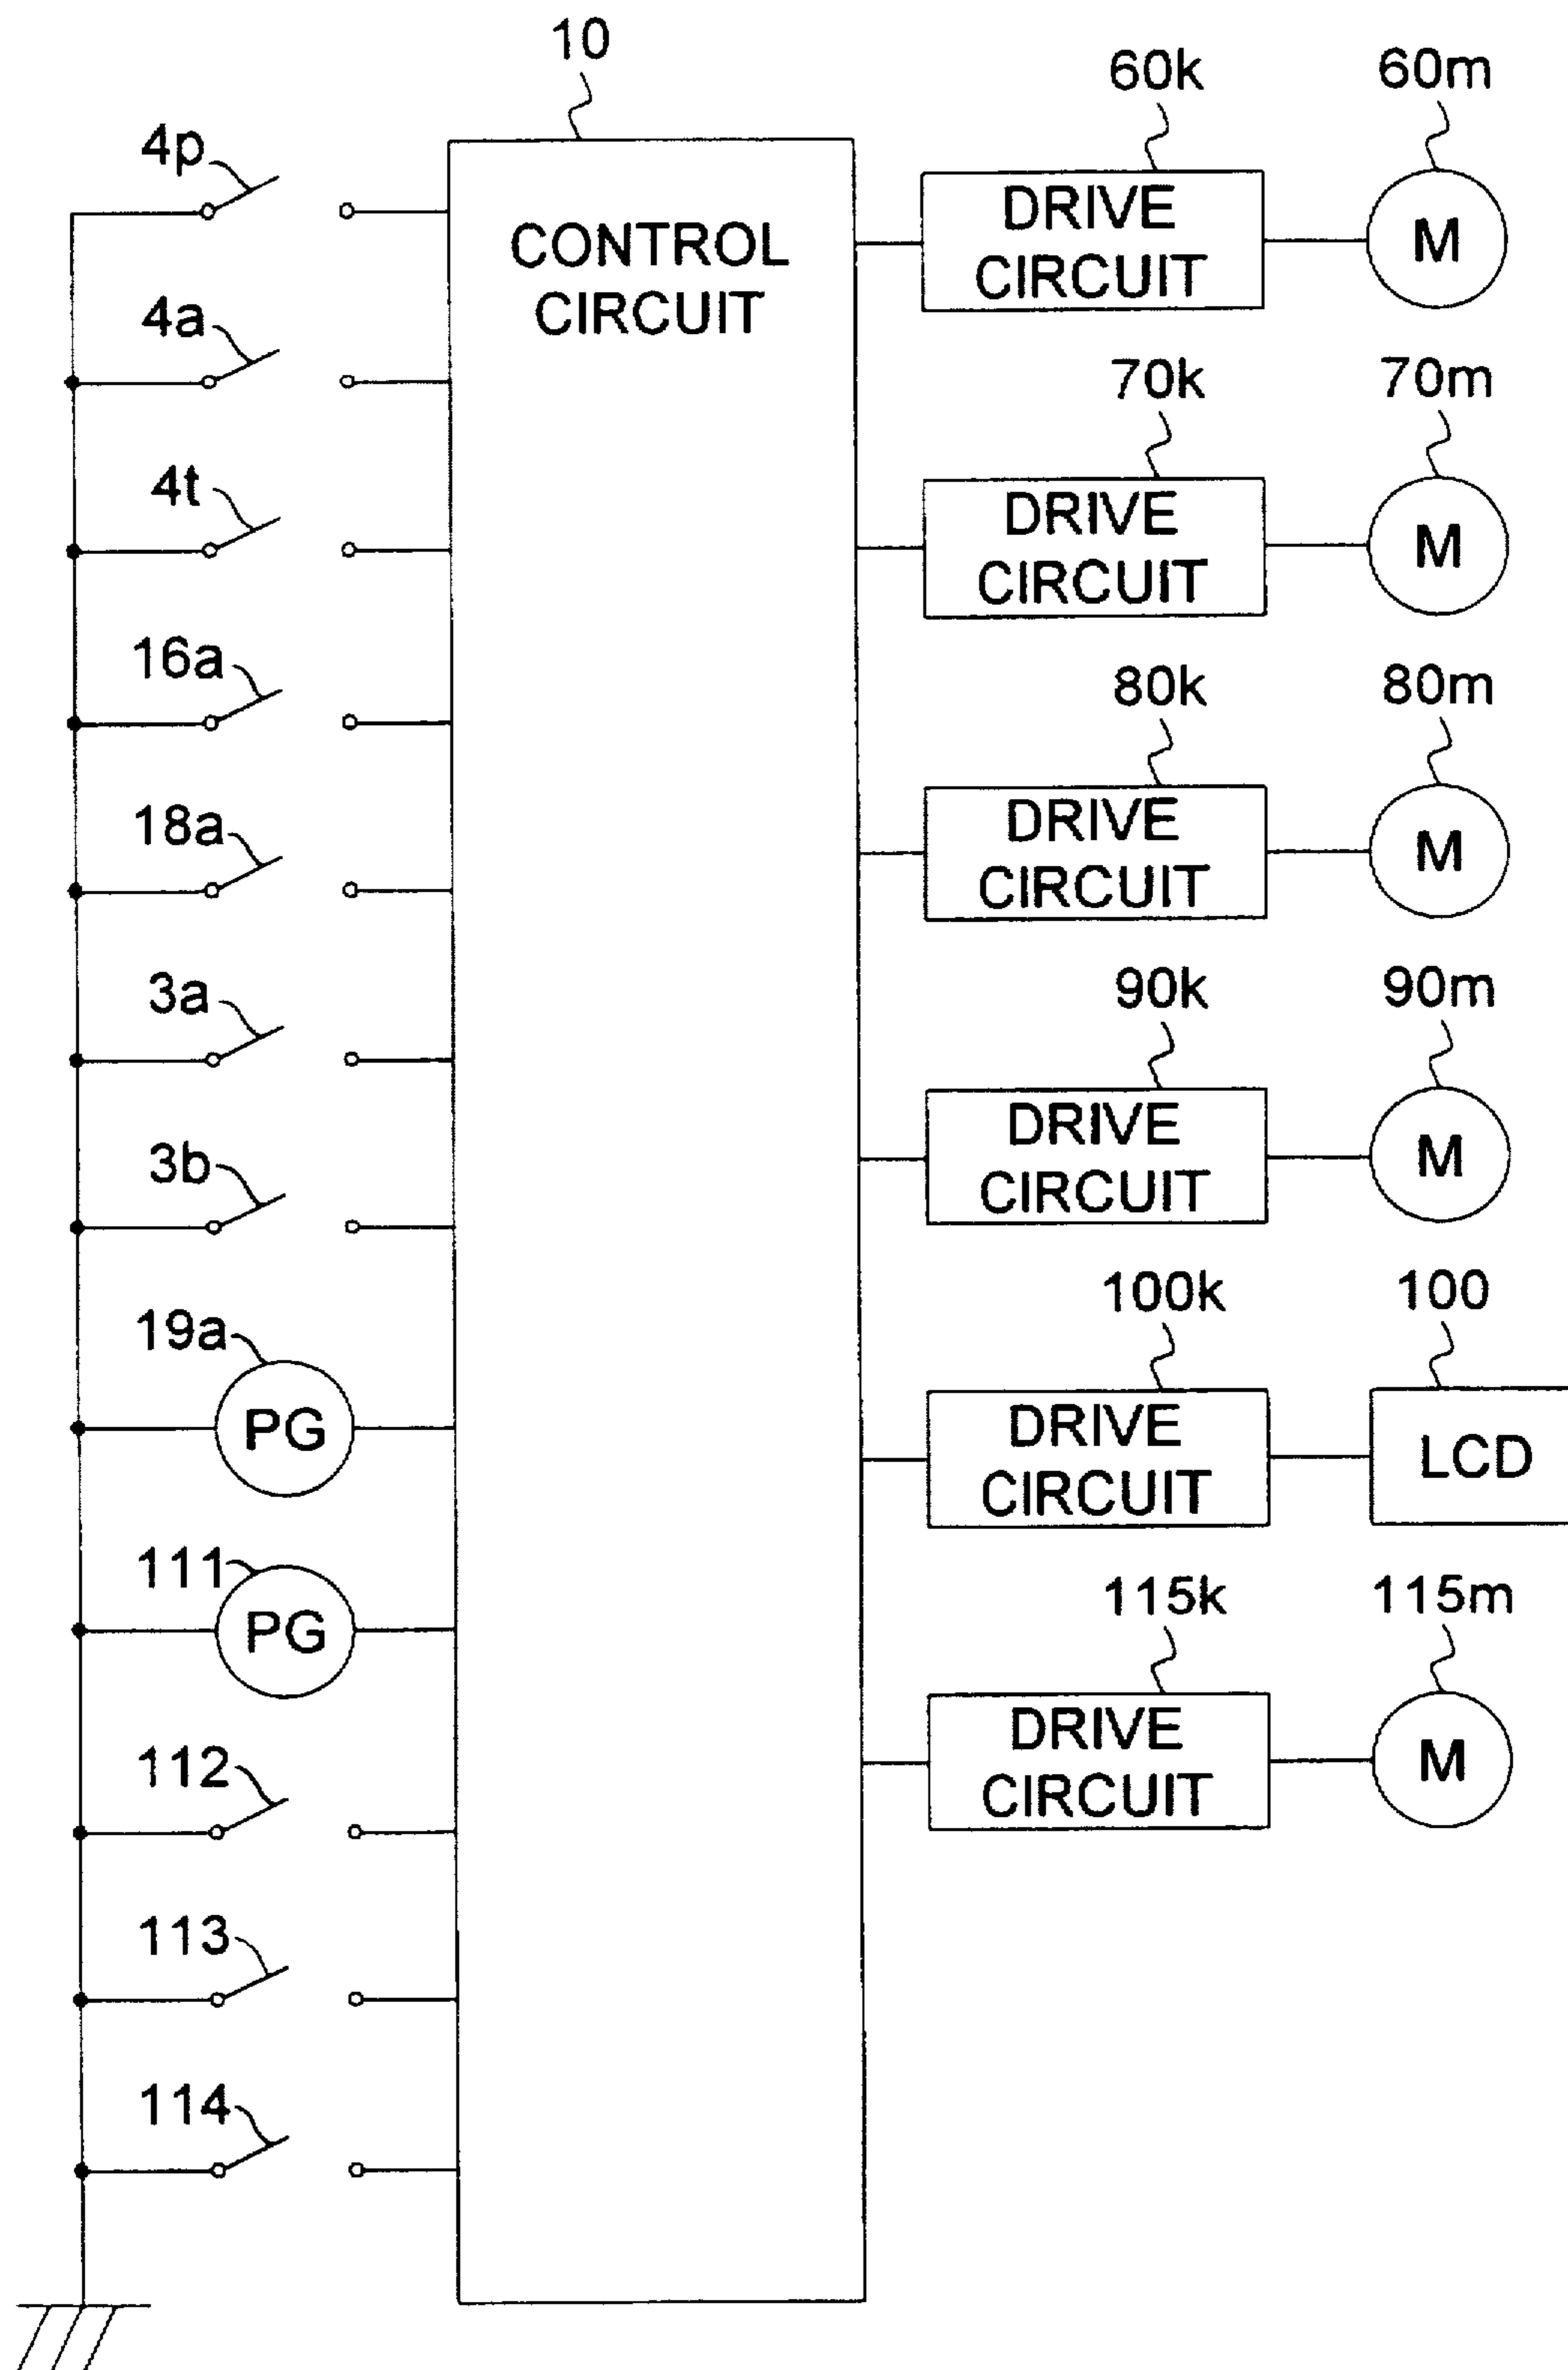 10
CONTROL
CIRCUIT
4p
4a
4t
16a
18a
3a
3b
19a
PG
111
PG
112
113
114
60k
60m
DRIVE
CIRCUIT
M
70k
70m
DRIVE
CIRCUIT
M
80k
80m
DRIVE
CIRCUIT
M
90k
90m
DRIVE
CIRCUIT
M
100k
100
DRIVE
CIRCUIT
LCD
115k
115m
DRIVE
CIRCUIT
M